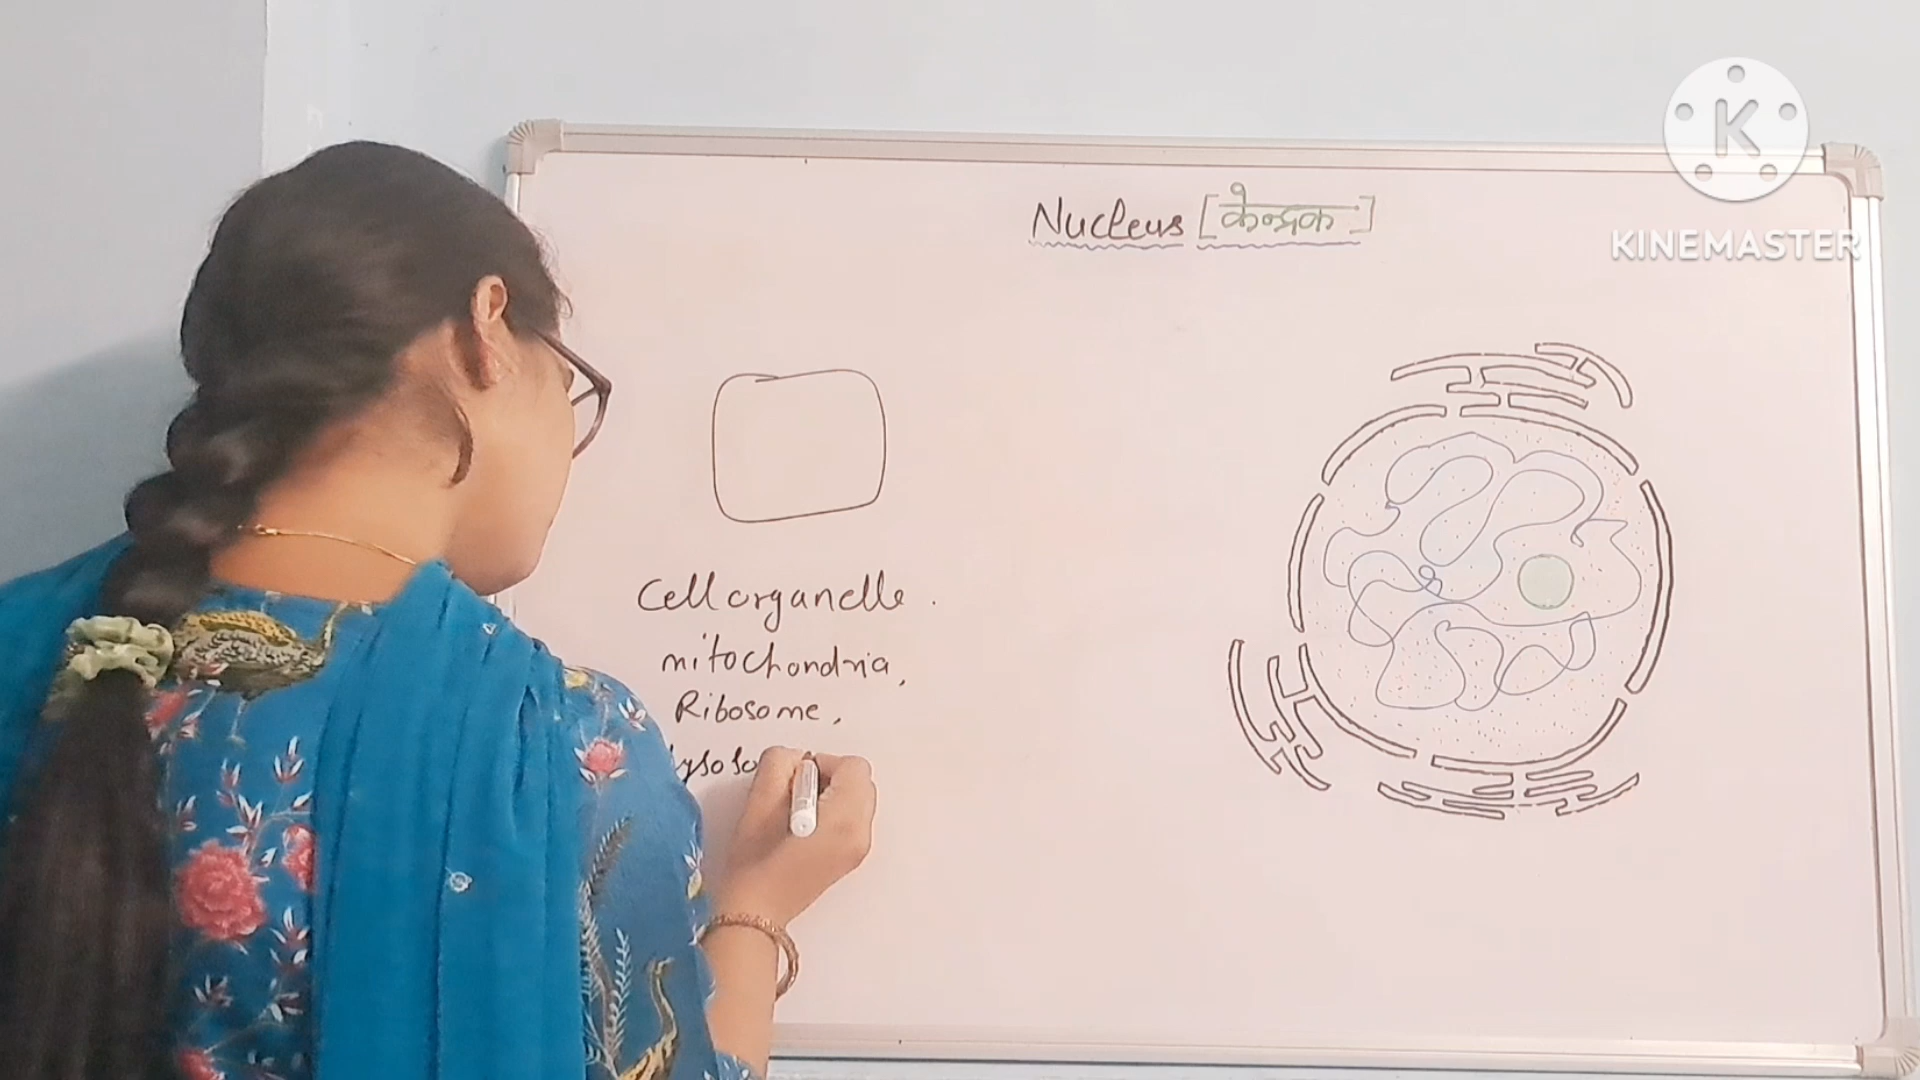 Nucleus [केन्द्रक]
K
KINEMASTER
Cell organelle.
mitochondria,
Ribosome,